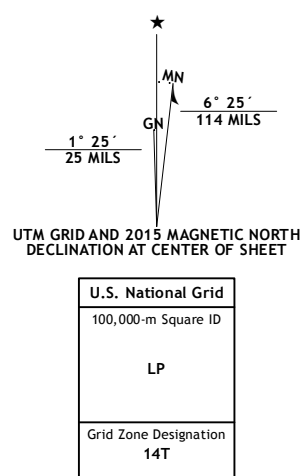 MN
GN
6° 25´
114 MILS
1° 25´
25 MILS
UTM GRID AND 2015 MAGNETIC NORTH
DECLINATION AT CENTER OF SHEET
U.S. National Grid
100,000-m Square ID
LP
Grid Zone Designation
14T